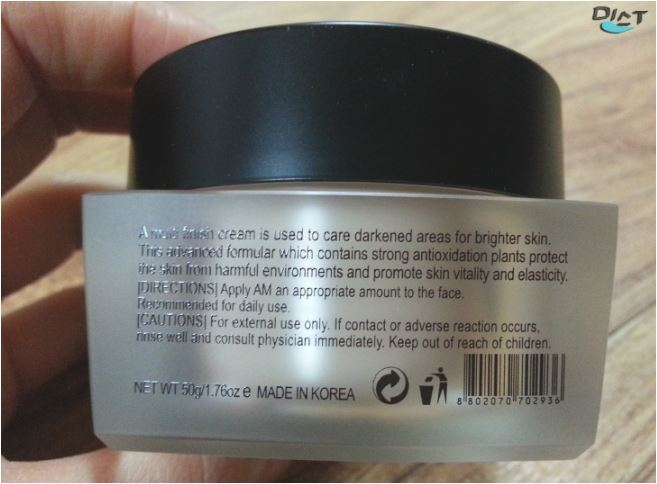 DIAT
A multi finish cream is used to care darkened areas for brighter skin.
This advanced formular which contains strong antioxidation plants protect
the skin from harmful environments and promote skin vitality and elasticity.
|DIRECTIONS| Apply AM an appropriate amount to the face.
Recommended for daily use.
|CAUTIONS| For external use only. If contact or adverse reaction occurs,
rinse well and consult physician immediately. Keep out of reach of children.
NET WT 50g/1.76oz e MADE IN KOREA
8 802070 702936